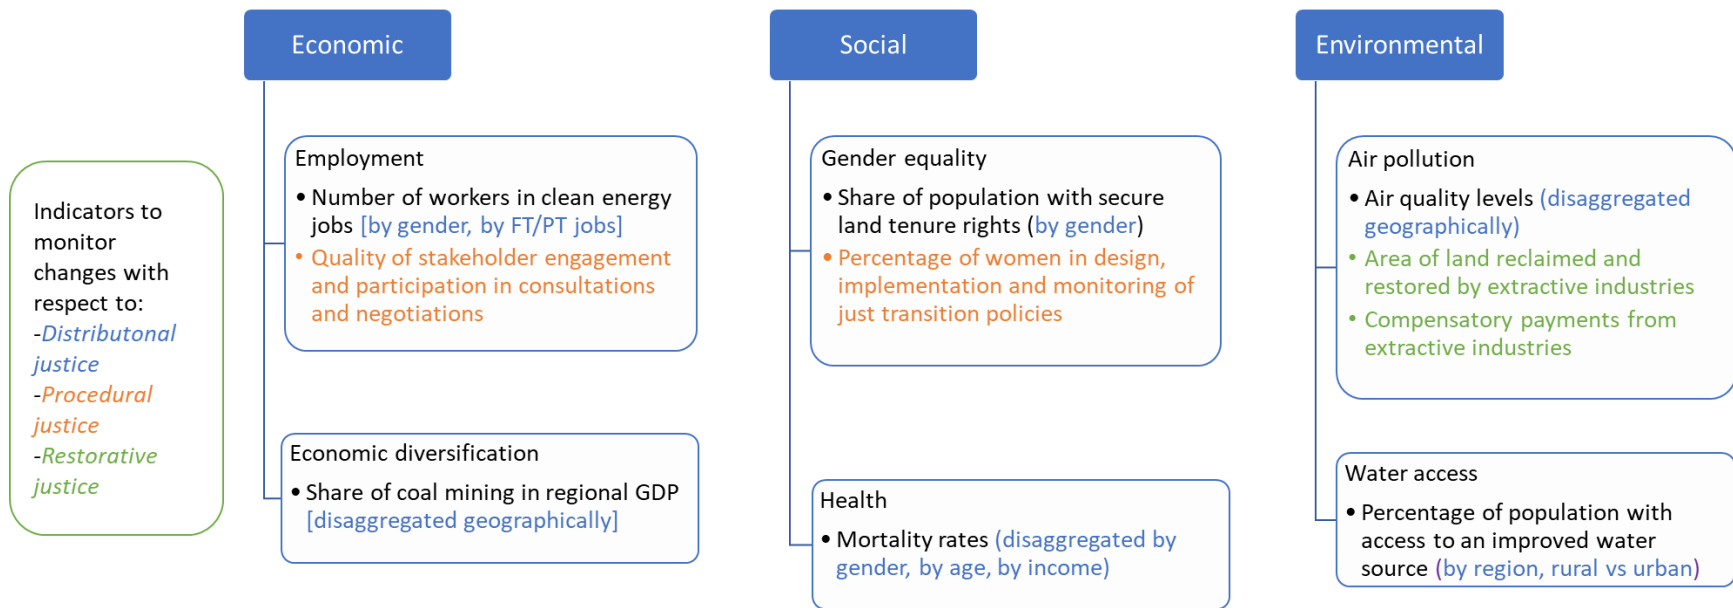 Economic
Social
Environmental
Indicators to
monitor
changes with
respect to:
-Distributonal
justice
-Procedural
justice
-Restorative
justice
Employment
• Number of workers in clean energy
jobs [by gender, by FT/PT jobs]
• Quality of stakeholder engagement
and participation in consultations
and negotiations
Economic diversification
• Share of coal mining in regional GDP
[disaggregated geographically]
Gender equality
• Share of population with secure
land tenure rights (by gender)
• Percentage of women in design,
implementation and monitoring of
just transition policies
Health
• Mortality rates (disaggregated by
gender, by age, by income)
Air pollution
• Air quality levels (disaggregated
geographically)
• Area of land reclaimed and
restored by extractive industries
• Compensatory payments from
extractive industries
Water access
• Percentage of population with
access to an improved water
source (by region, rural vs urban)